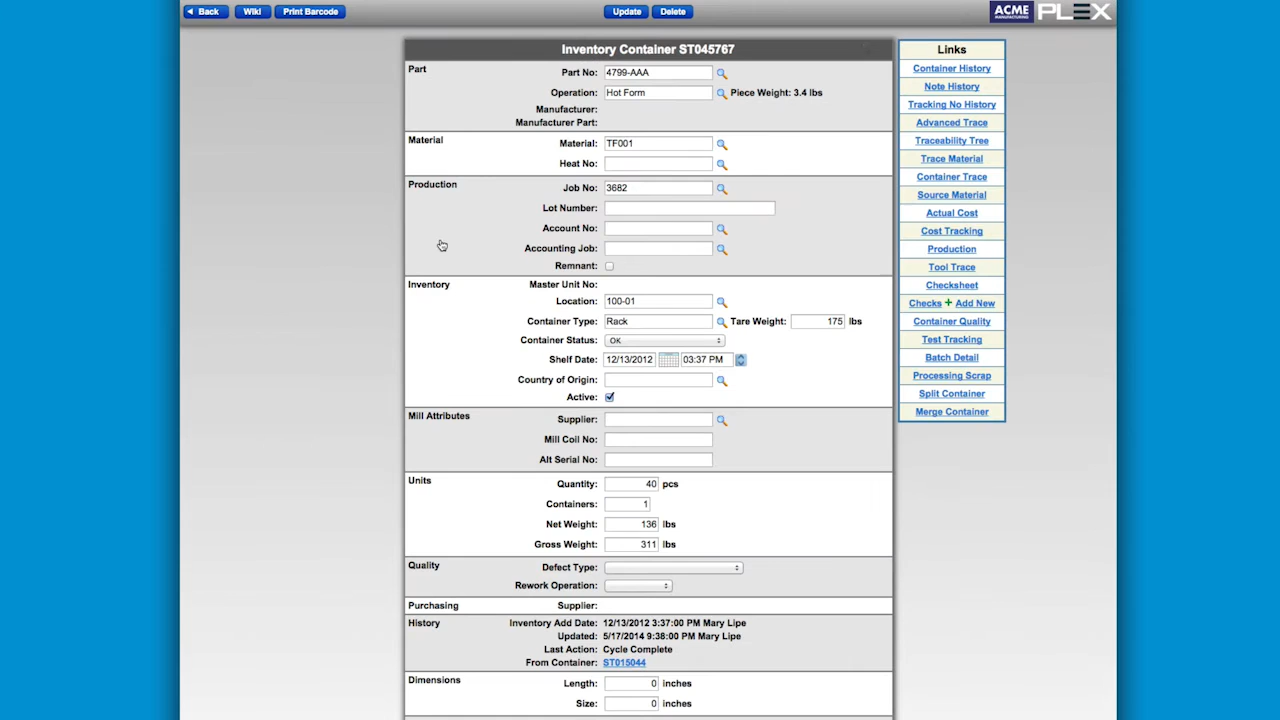 Back Wiki Print Barcode Update Delete ACME MANUFACTURING PLEX
Inventory Container ST045767
Part
Part No: 4799-AAA
Operation: Hot Form Piece Weight: 3.4 lbs
Manufacturer:
Manufacturer Part:
Material
Material: TF001
Heat No:
Production
Job No: 3682
Lot Number:
Account No:
Accounting Job:
Remnant:
Inventory
Master Unit No:
Location: 100-01
Container Type: Rack Tare Weight: 175 lbs
Container Status: OK
Shelf Date: 12/13/2012 03:37 PM
Country of Origin:
Active:
Mill Attributes
Supplier:
Mill Coil No:
Alt Serial No:
Units
Quantity: 40 pcs
Containers: 1
Net Weight: 136 lbs
Gross Weight: 311 lbs
Quality
Defect Type:
Rework Operation:
Purchasing
Supplier:
History
Inventory Add Date: 12/13/2012 3:37:00 PM Mary Lipe
Updated: 5/17/2014 9:38:00 PM Mary Lipe
Last Action: Cycle Complete
From Container: ST015044
Dimensions
Length: 0 inches
Size: 0 inches
Links
Container History
Note History
Tracking No History
Advanced Trace
Traceability Tree
Trace Material
Container Trace
Source Material
Actual Cost
Cost Tracking
Production
Tool Trace
Checksheet
Checks + Add New
Container Quality
Test Tracking
Batch Detail
Processing Scrap
Split Container
Merge Container